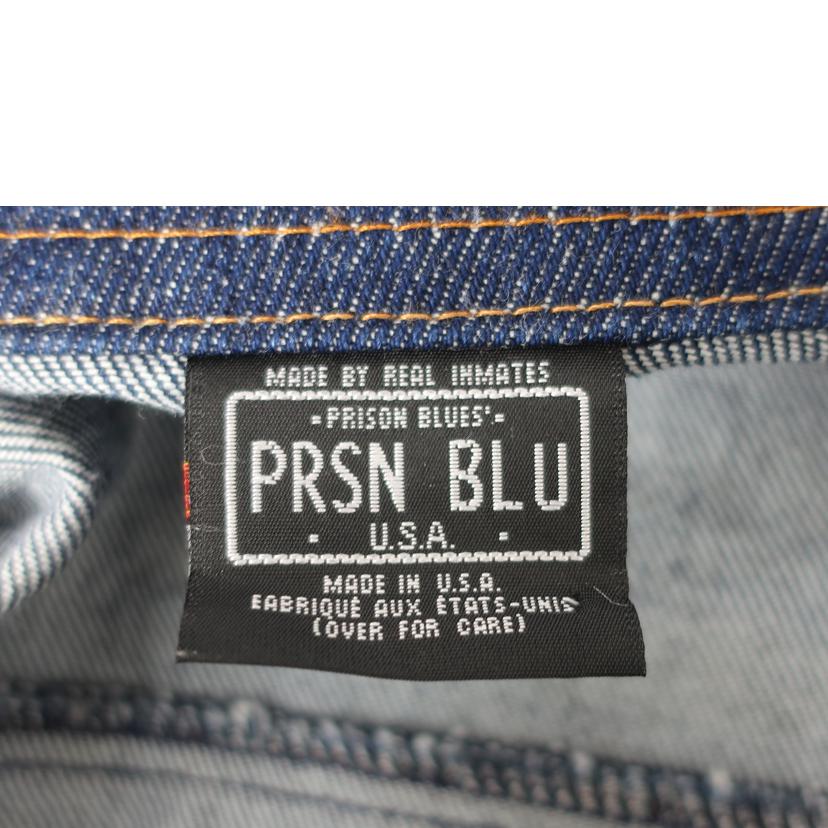 MADE BY REAL INMATES
-PRISON BLUES'-
PRSN BLU
· U.S.A. ·
MADE IN U.S.A.
FABRIQUÉ AUX ÉTATS-UNIS
(OVER FOR CARE)